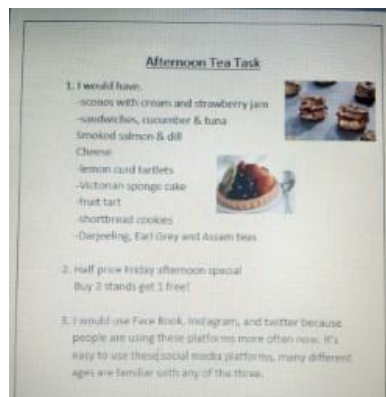 Afternoon Tea Task
1. I would have.
-scones with cream and strawberry jam
-sandwiches, cucumber & tuna
Smoked salmon & dill
Cheese
-lemon curd tartlets
-Victorian sponge cake
-fruit tart
-shortbread cookies
-Darjeeling, Earl Grey and Assam teas
2. Half price Friday afternoon special
Buy 2 stands get 1 free!
3. I would use Face Book, Instagram, and twitter because
people are using these platforms more often now. It's
easy to use these social media platforms, many different
ages are familiar with any of the three.